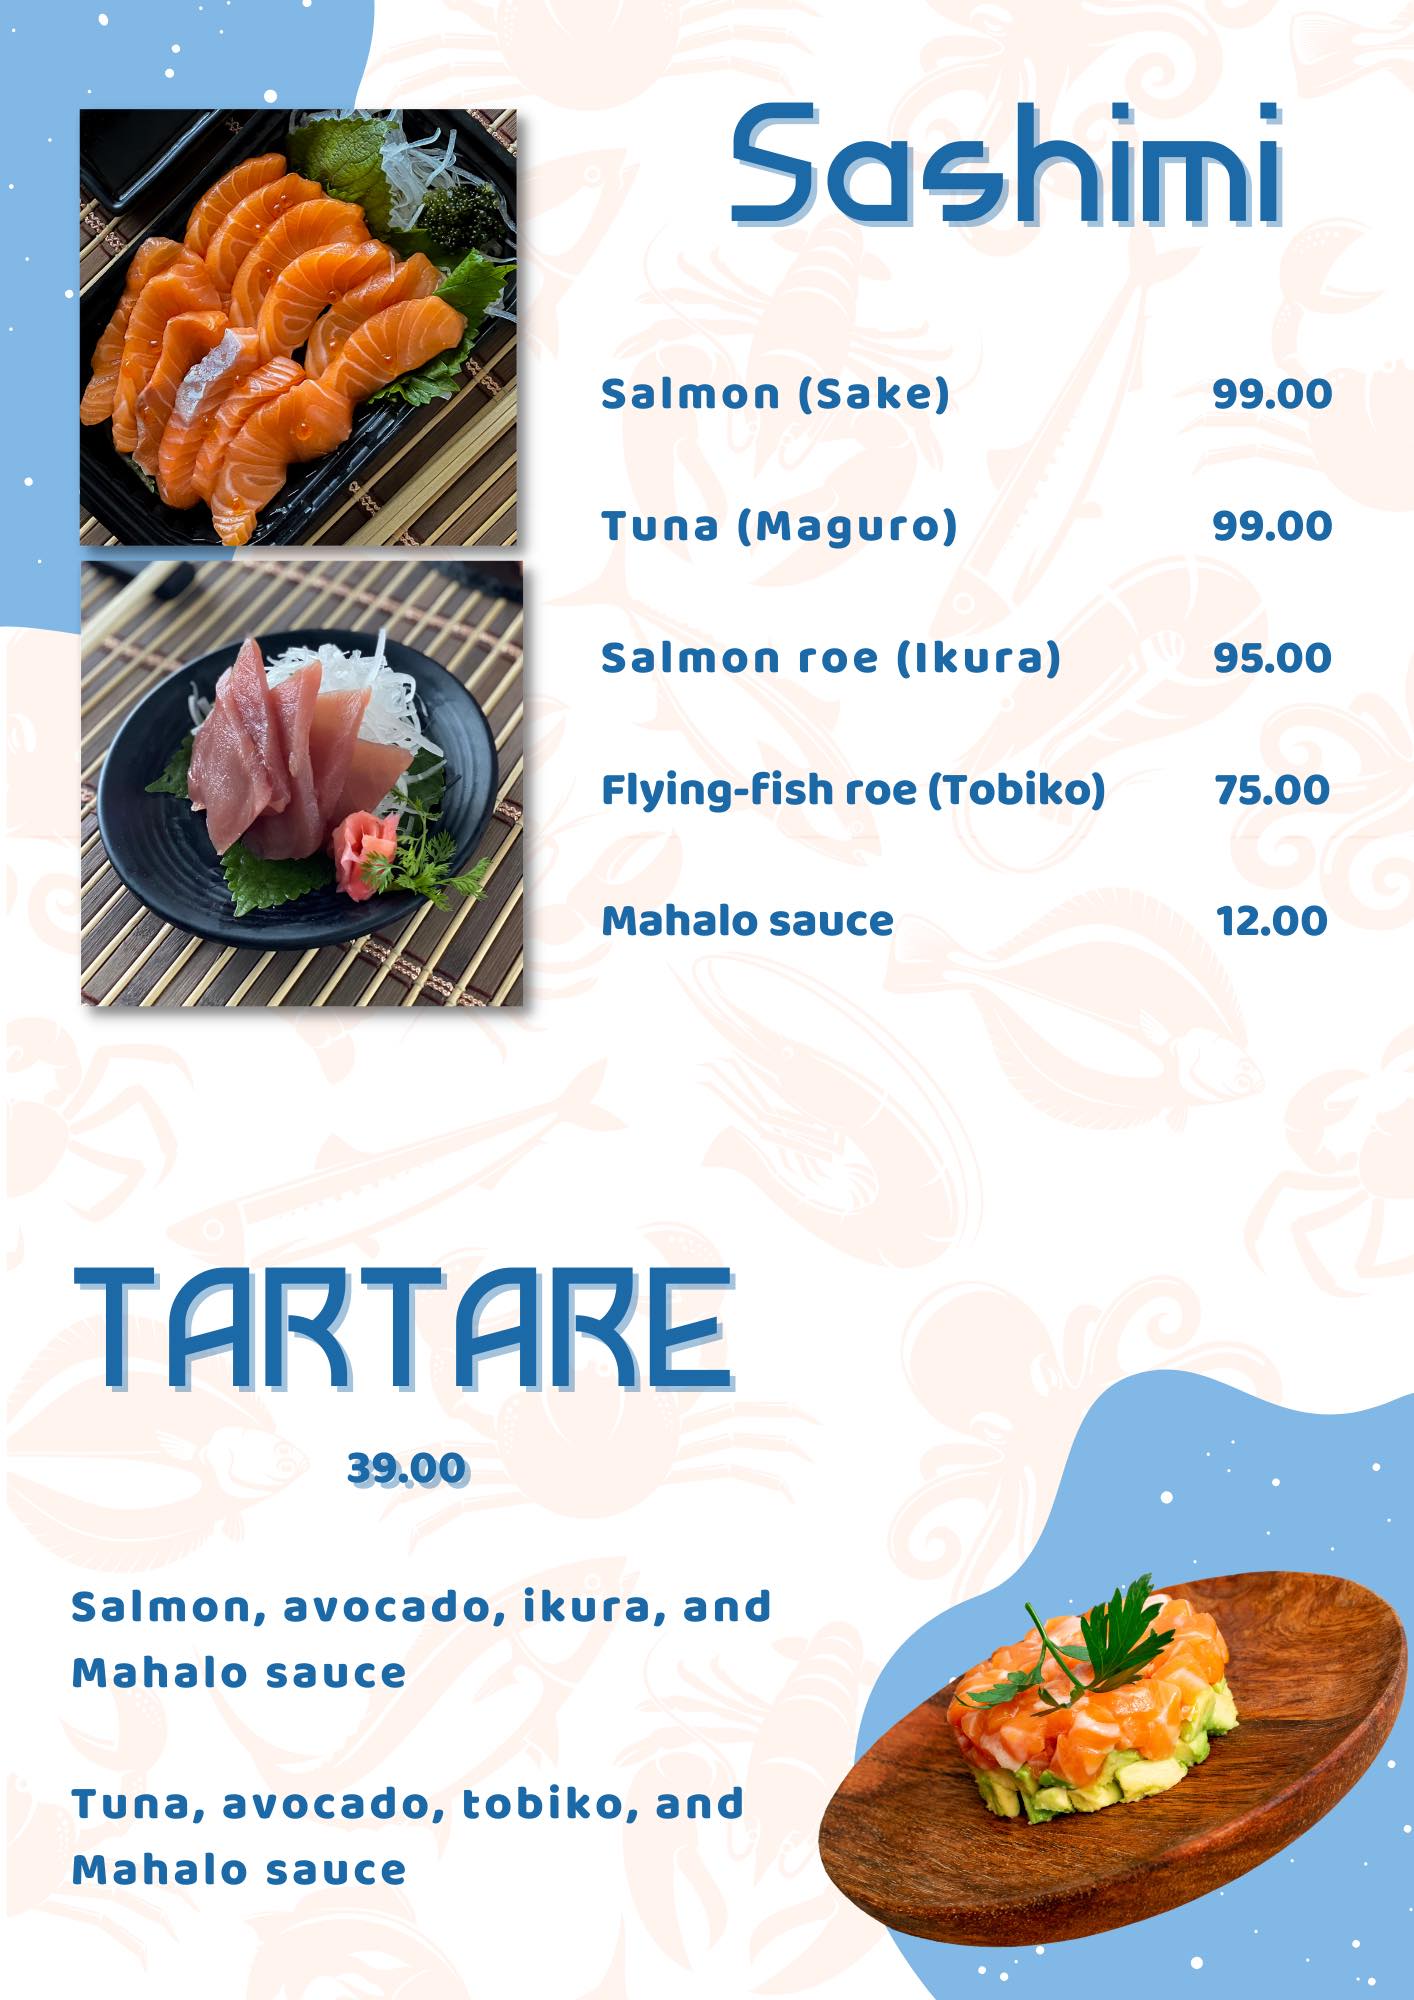 Sashimi
Salmon (Sake) 99.00
Tuna (Maguro) 99.00
Salmon roe (Ikura) 95.00
Flying-fish roe (Tobiko) 75.00
Mahalo sauce 12.00
TARTARE
39.00
Salmon, avocado, ikura, and
Mahalo sauce
Tuna, avocado, tobiko, and
Mahalo sauce